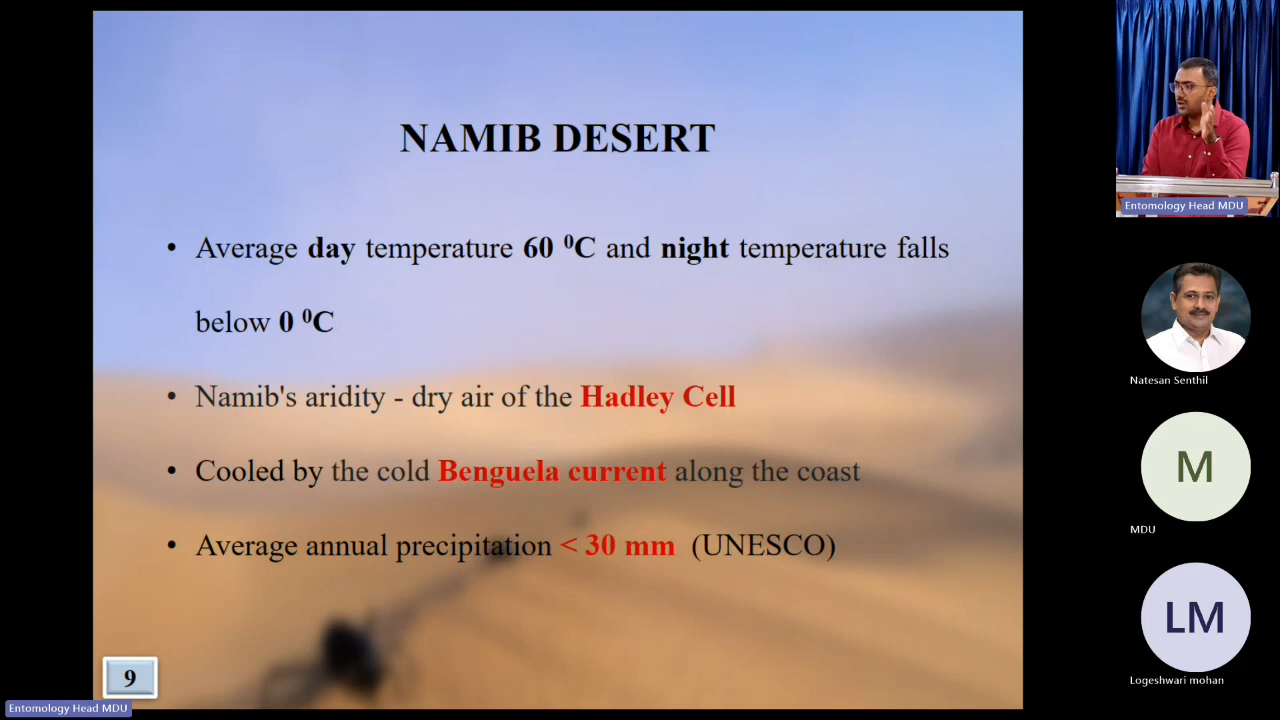 NAMIB DESERT
• Average day temperature 60 ⁰C and night temperature falls
below 0 ⁰C
• Namib's aridity - dry air of the Hadley Cell
• Cooled by the cold Benguela current along the coast
• Average annual precipitation < 30 mm (UNESCO)
9
Entomology Head MDU
Entomology Head MDU
Natesan Senthil
M
MDU
LM
Logeshwari mohan